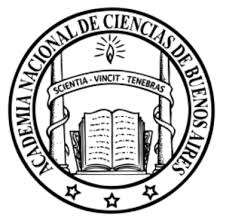 ACADEMIA NACIONAL DE CIENCIAS DE BUENOS AIRES
SCIENTIA - VINCIT - TENEBRAS